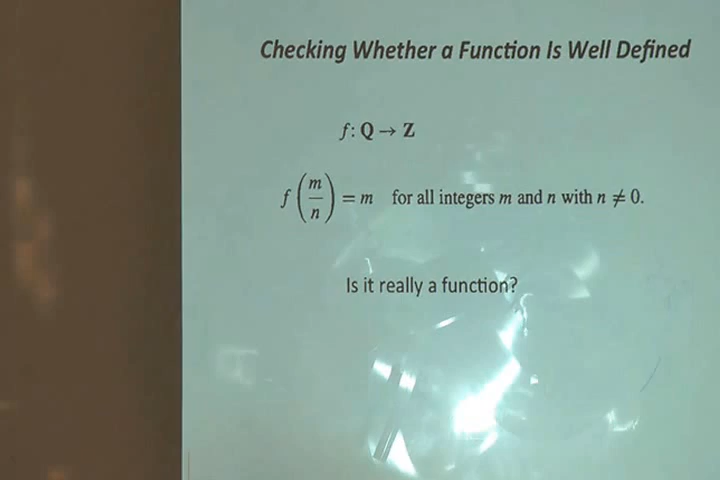 Checking Whether a Function Is Well Defined
f: Q → Z
f(m/n) = m for all integers m and n with n ≠ 0.
Is it really a function?